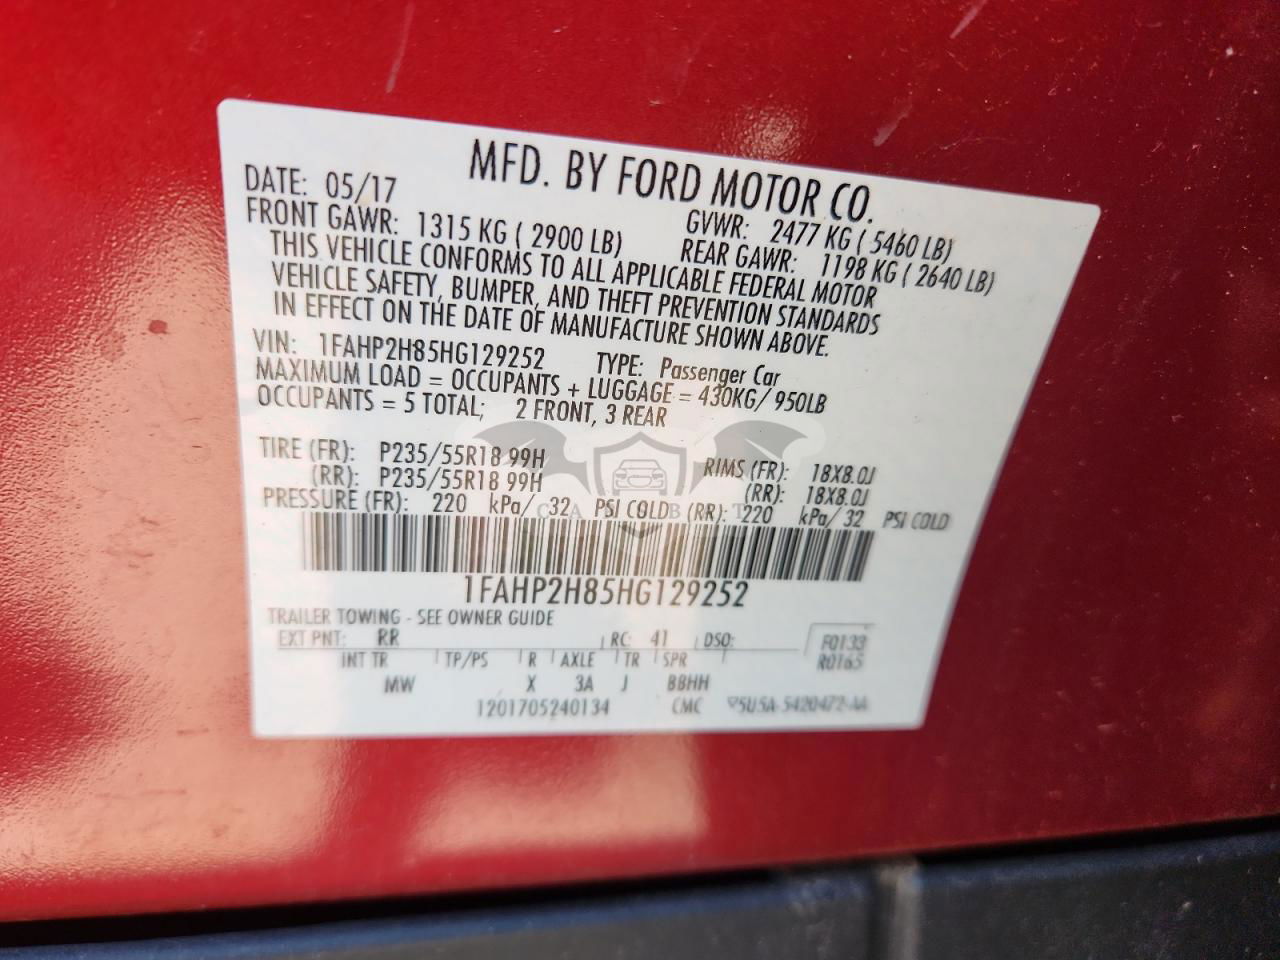 MFD. BY FORD MOTOR CO.
DATE: 05/17 GVWR: 2477 KG ( 5460 LB)
FRONT GAWR: 1315 KG ( 2900 LB) REAR GAWR: 1198 KG ( 2640 LB)
THIS VEHICLE CONFORMS TO ALL APPLICABLE FEDERAL MOTOR
VEHICLE SAFETY, BUMPER, AND THEFT PREVENTION STANDARDS
IN EFFECT ON THE DATE OF MANUFACTURE SHOWN ABOVE.
VIN: 1FAHP2H85HG129252 TYPE: Passenger Car
MAXIMUM LOAD = OCCUPANTS + LUGGAGE = 430KG/ 950LB
OCCUPANTS = 5 TOTAL; 2 FRONT, 3 REAR
TIRE (FR): P235/55R18 99H RIMS (FR): 18X8.0J
(RR): P235/55R18 99H (RR): 18X8.0J
PRESSURE (FR): 220 kPa/ 32 PSI COLD (RR): 220 kPa/ 32 PSI COLD
1FAHP2H85HG129252
TRAILER TOWING - SEE OWNER GUIDE
EXT PNT: RR RC: 41 DSO: F0133
R0165
INT TR TP/PS R AXLE TR SPR
MW X 3A J BBHH
1201705240134 CMC 5U5A-5420472-AA